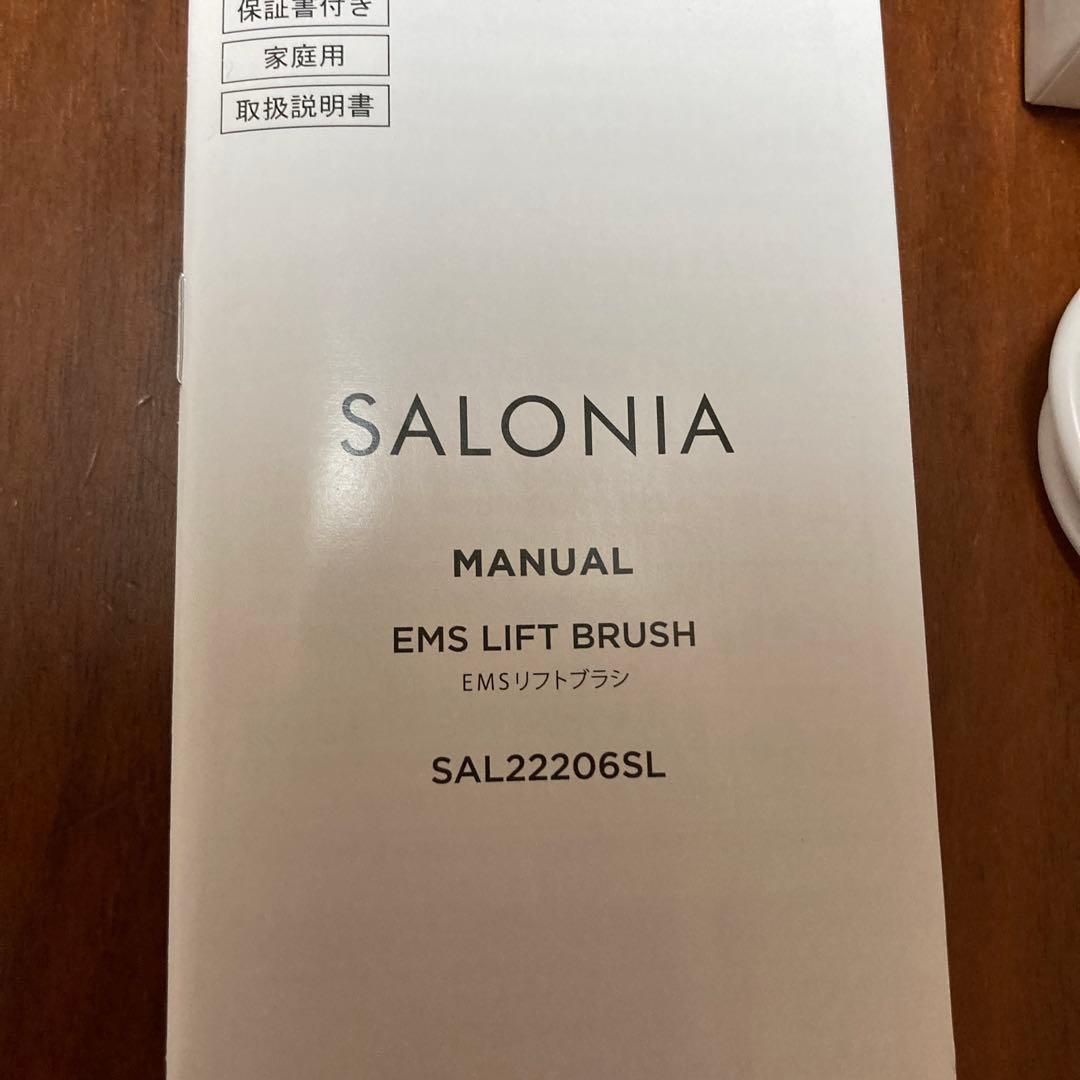 保証書付き
家庭用
取扱説明書
SALONIA
MANUAL
EMS LIFT BRUSH
EMSリフトブラシ
SAL22206SL